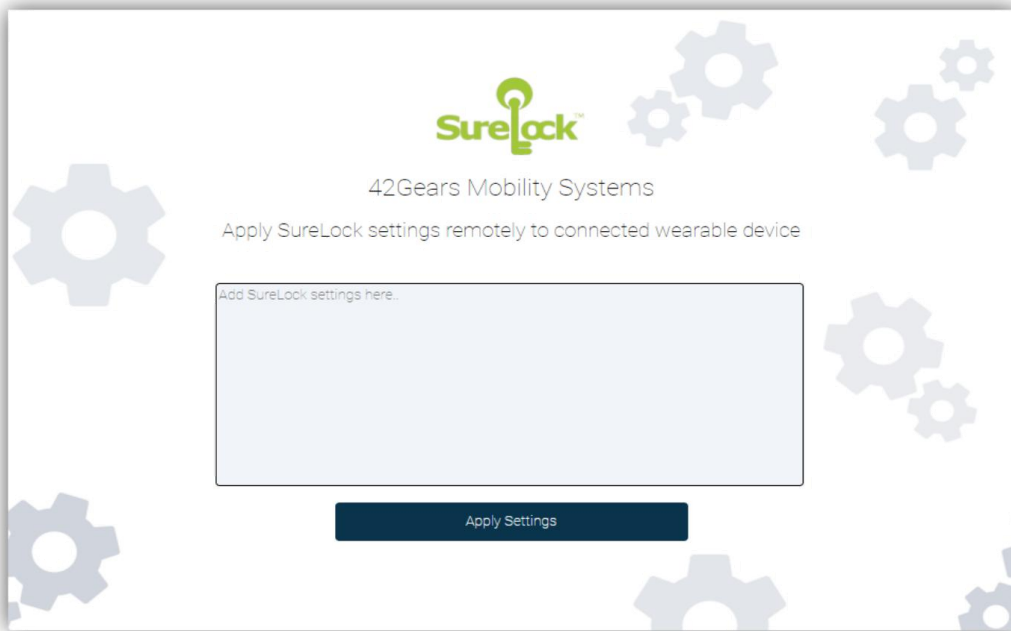 SureLock™
42Gears Mobility Systems
Apply SureLock settings remotely to connected wearable device
Add SureLock settings here..
Apply Settings